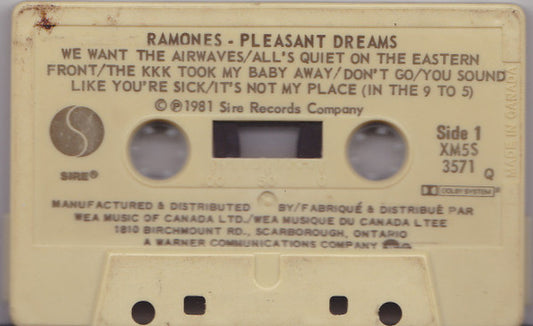 RAMONES - PLEASANT DREAMS
WE WANT THE AIRWAVES/ALL'S QUIET ON THE EASTERN
FRONT/THE KKK TOOK MY BABY AWAY/DON'T GO/YOU SOUND
LIKE YOU'RE SICK/IT'S NOT MY PLACE (IN THE 9 TO 5)
© ℗ 1981 Sire Records Company
S
SIRE®
Side 1
XM5S
3571 Q
DOLBY SYSTEM®
MADE IN CANADA
MANUFACTURED & DISTRIBUTED BY/FABRIQUÉ & DISTRIBUÉ PAR
WEA MUSIC OF CANADA LTD./WEA MUSIQUE DU CANADA LTEE
1810 BIRCHMOUNT RD., SCARBOROUGH, ONTARIO
A WARNER COMMUNICATIONS COMPANY